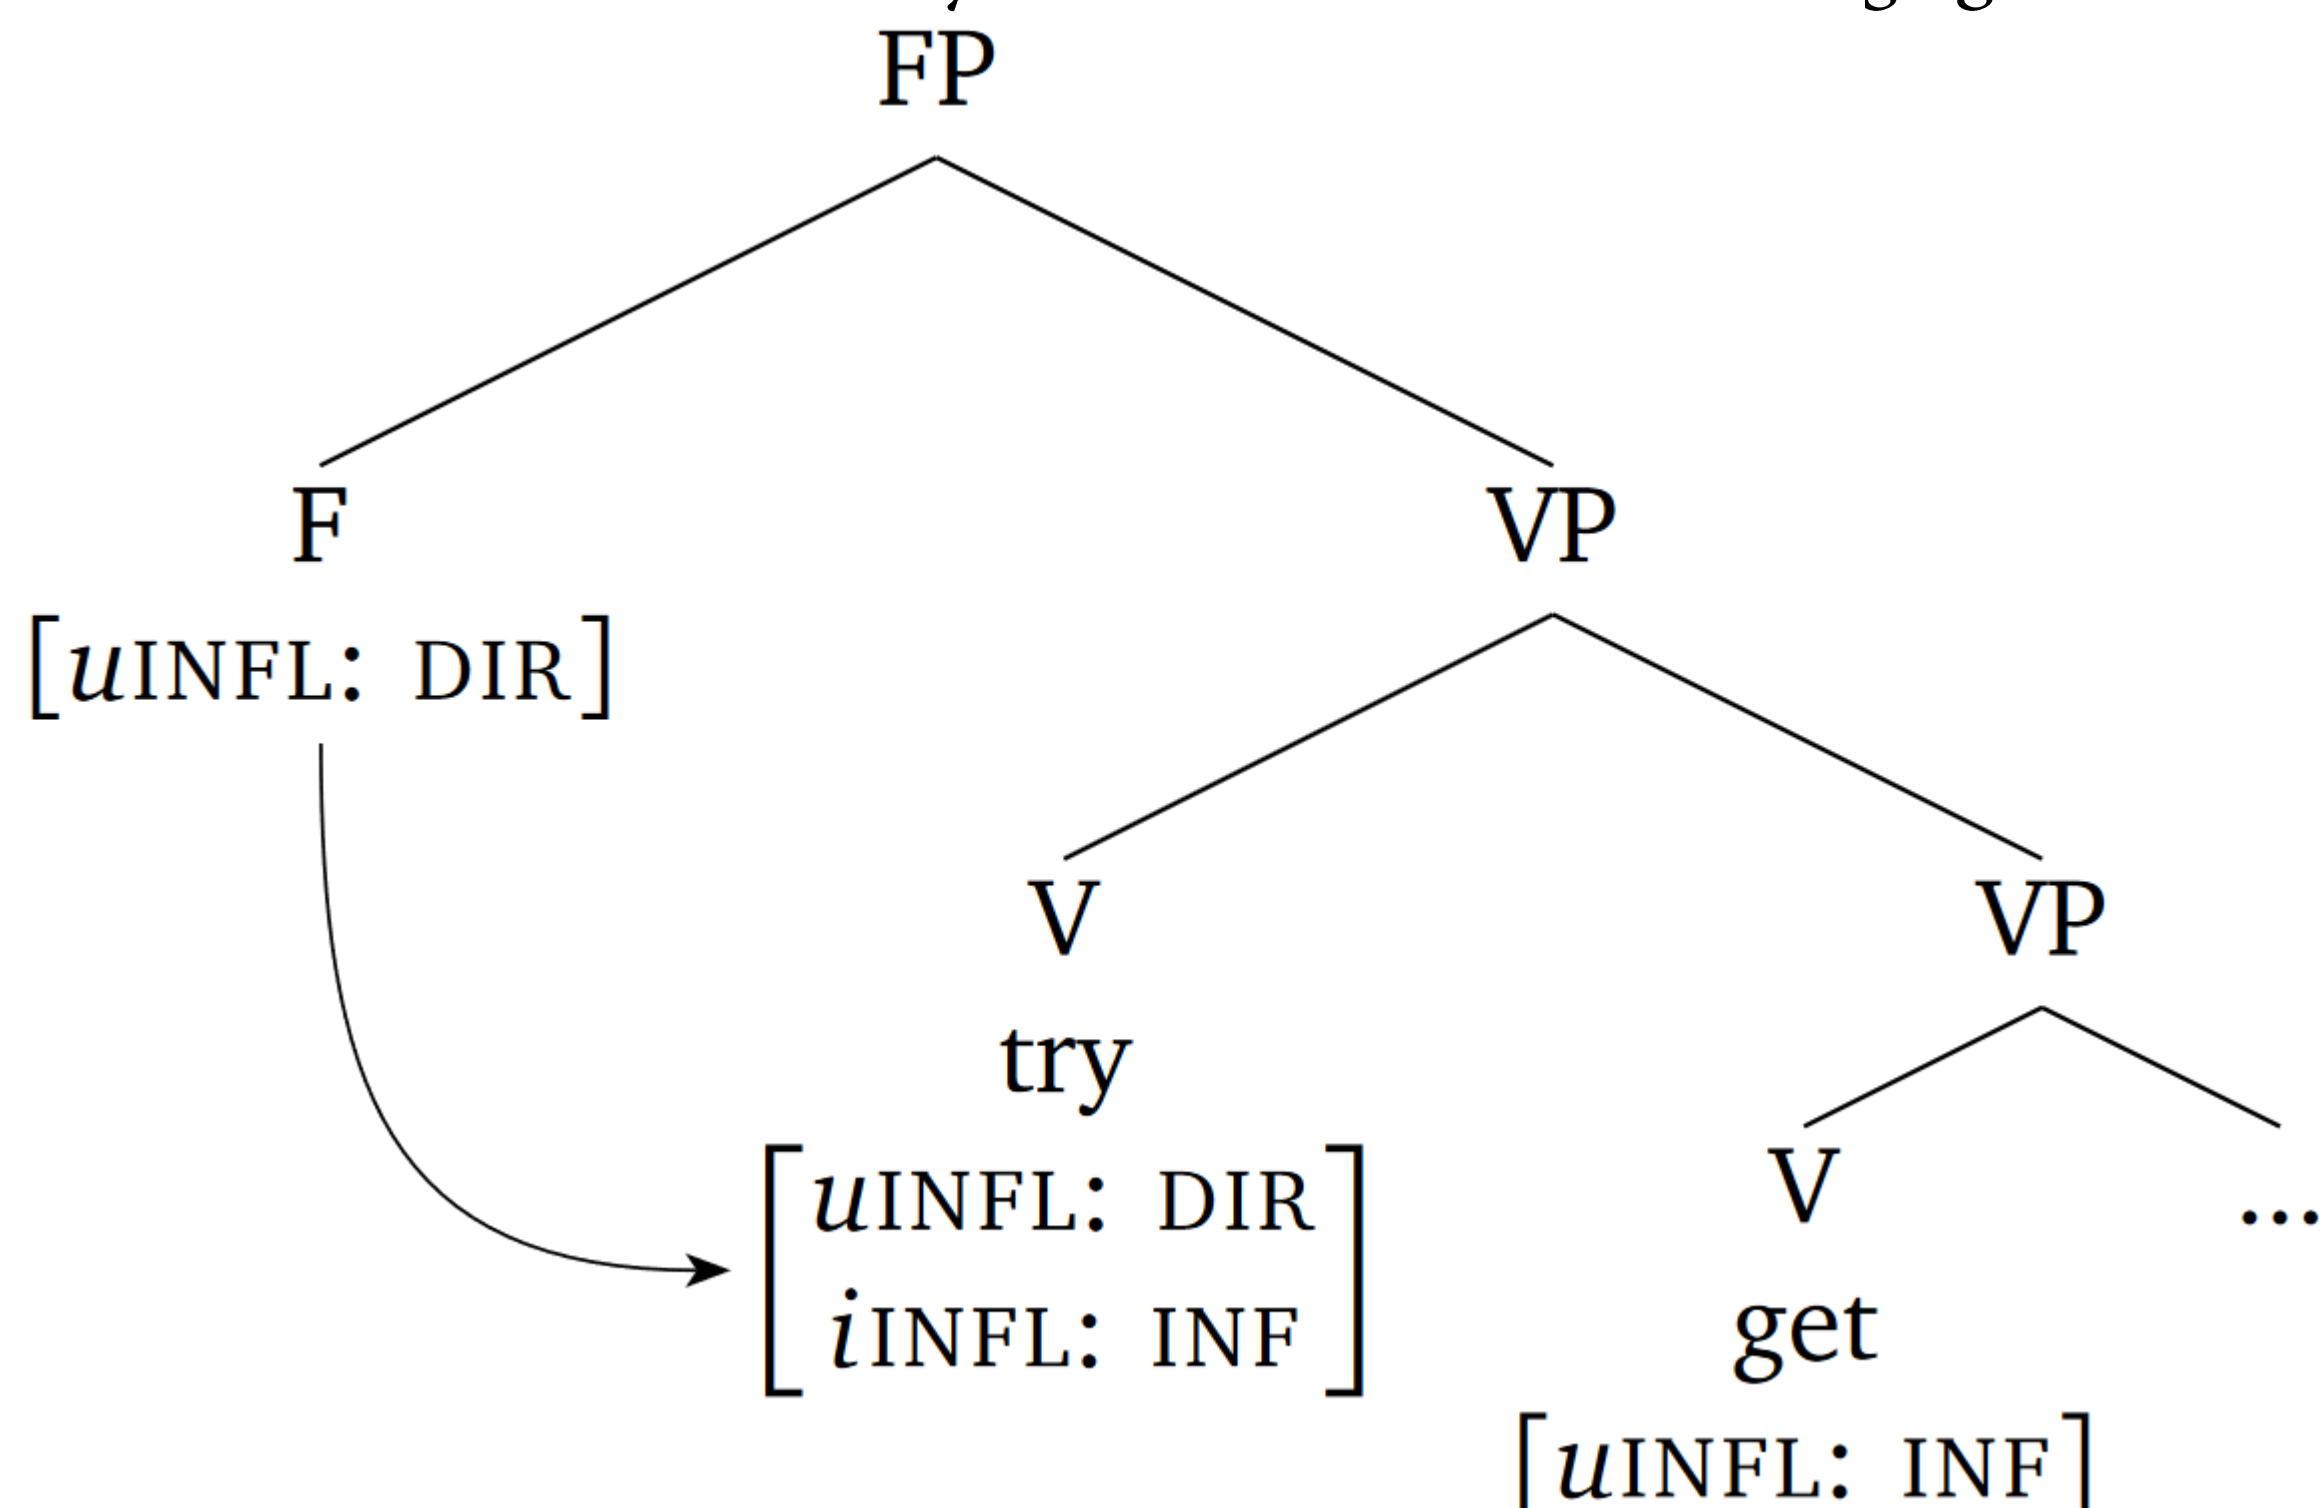 FP
F VP
[uINFL: DIR]
V VP
try
[uINFL: DIR
iINFL: INF]
V ...
get
[uINFL: INF]